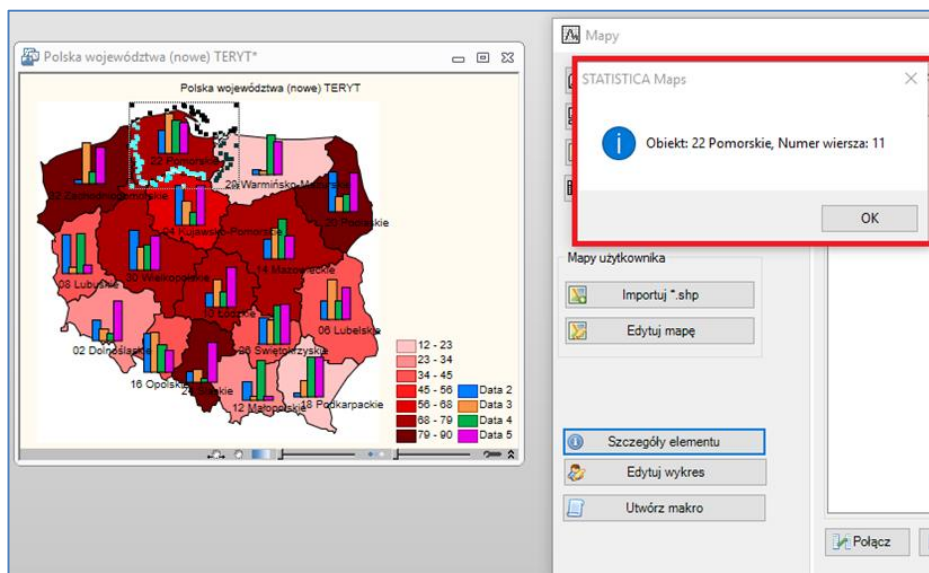 Polska województwa (nowe) TERYT*
Polska województwa (nowe) TERYT
22 Pomorskie
28 Warmińsko-Mazurskie
32 Zachodniopomorskie
20 Podlaskie
04 Kujawsko-Pomorskie
14 Mazowieckie
30 Wielkopolskie
08 Lubuskie
10 Łódzkie
06 Lubelskie
02 Dolnośląskie
26 Świętokrzyskie
16 Opolskie
24 Śląskie
12 Małopolskie
18 Podkarpackie
12 - 23
23 - 34
34 - 45
45 - 56
56 - 68
68 - 79
79 - 90
Data 2
Data 3
Data 4
Data 5
Mapy
STATISTICA Maps
Obiekt: 22 Pomorskie, Numer wiersza: 11
OK
Mapy użytkownika
Importuj *.shp
Edytuj mapę
Szczegóły elementu
Edytuj wykres
Utwórz makro
Połącz